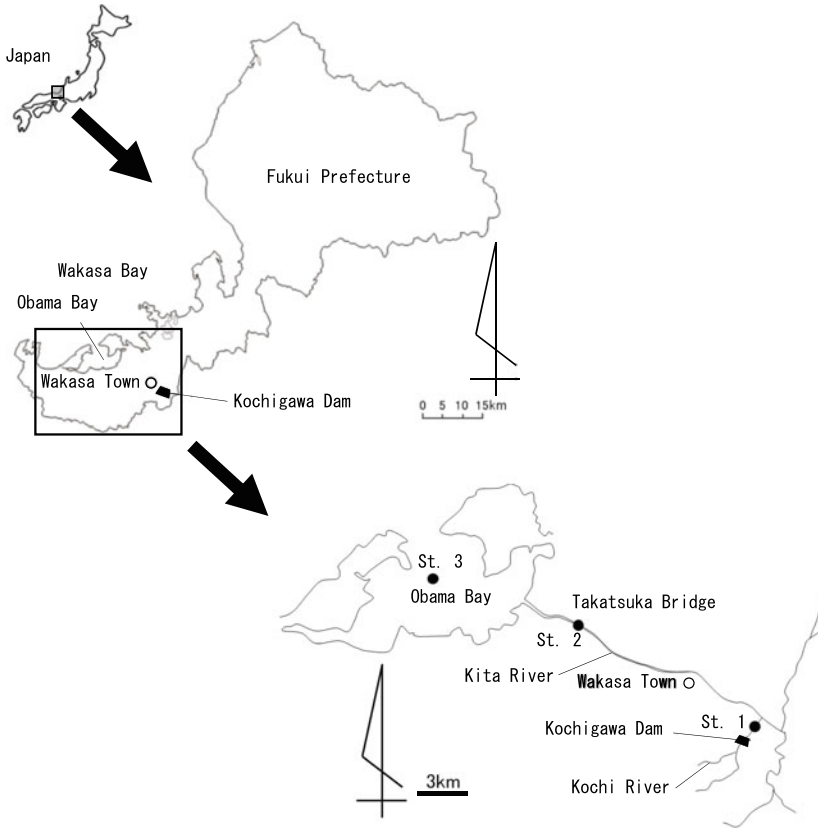 Japan
Fukui Prefecture
Wakasa Bay
Obama Bay
Wakasa Town
Kochigawa Dam
0 5 10 15km
St. 3
Obama Bay
Takatsuka Bridge
St. 2
Kita River
Wakasa Town
St. 1
Kochigawa Dam
Kochi River
3km